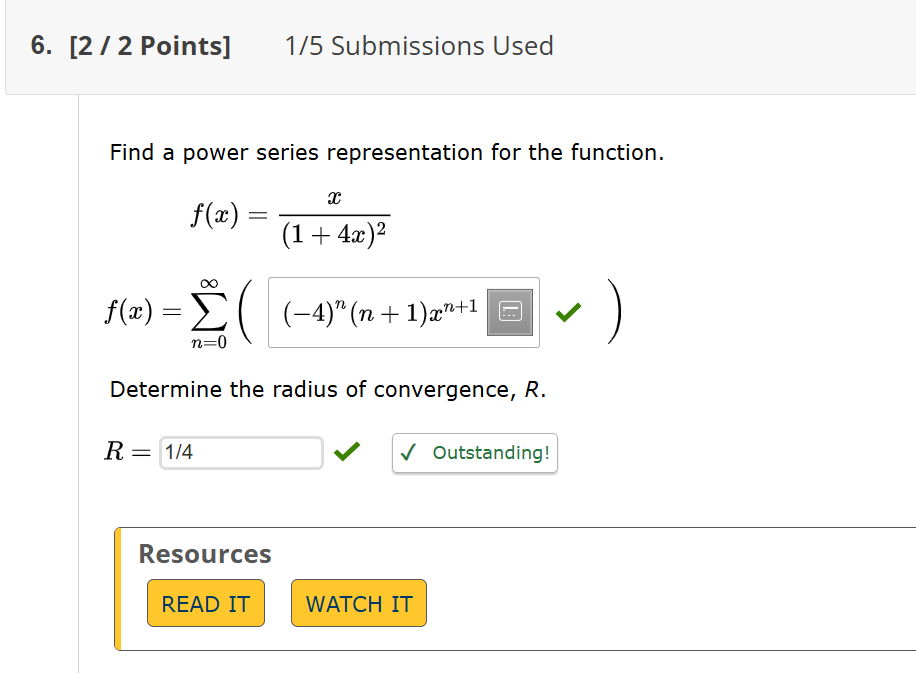 6. [2 / 2 Points] 1/5 Submissions Used
Find a power series representation for the function.
f(x) = x / (1 + 4x)²
f(x) = ∑ n=0 ∞ ( (−4)ⁿ(n + 1)xⁿ⁺¹ ✓ )
Determine the radius of convergence, R.
R = 1/4 ✓ ✓ Outstanding!
Resources
READ IT WATCH IT